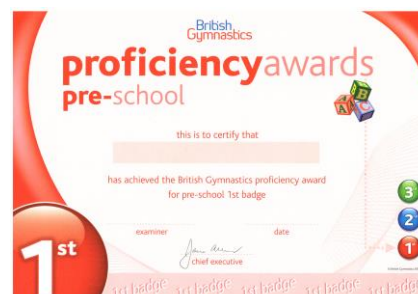 British
Gymnastics
proficiencyawards
pre-school
A B C
this is to certify that
has achieved the British Gymnastics proficiency award
for pre-school 1st badge
3
2
1
examiner date
chief executive
1st
1st badge 1st badge 1st badge 1st badge